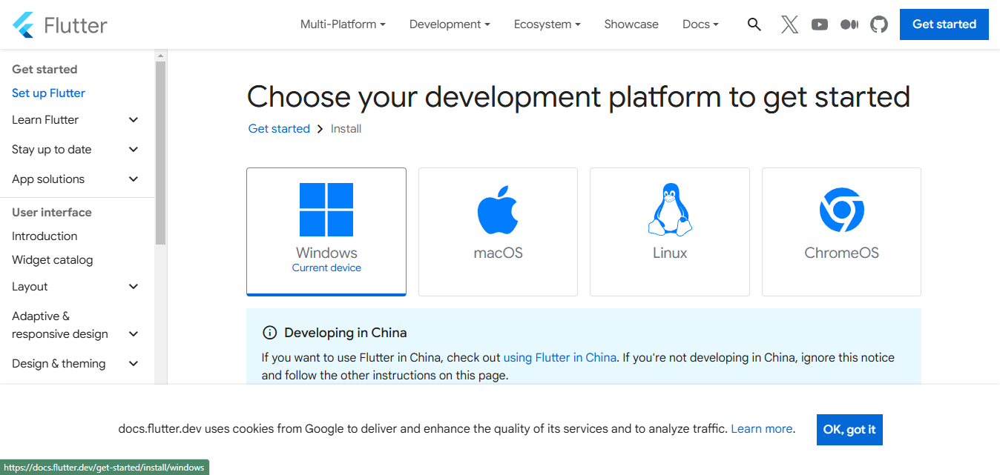 Flutter
Multi-Platform
Development
Ecosystem
Showcase
Docs
Get started
Get started
Set up Flutter
Learn Flutter
Stay up to date
App solutions
User interface
Introduction
Widget catalog
Layout
Adaptive &
responsive design
Design & theming
Choose your development platform to get started
Get started Install
Windows
Current device
macOS
Linux
ChromeOS
Developing in China
If you want to use Flutter in China, check out using Flutter in China. If you're not developing in China, ignore this notice
and follow the other instructions on this page.
docs.flutter.dev uses cookies from Google to deliver and enhance the quality of its services and to analyze traffic. Learn more.
OK, got it
https://docs.flutter.dev/get-started/install/windows